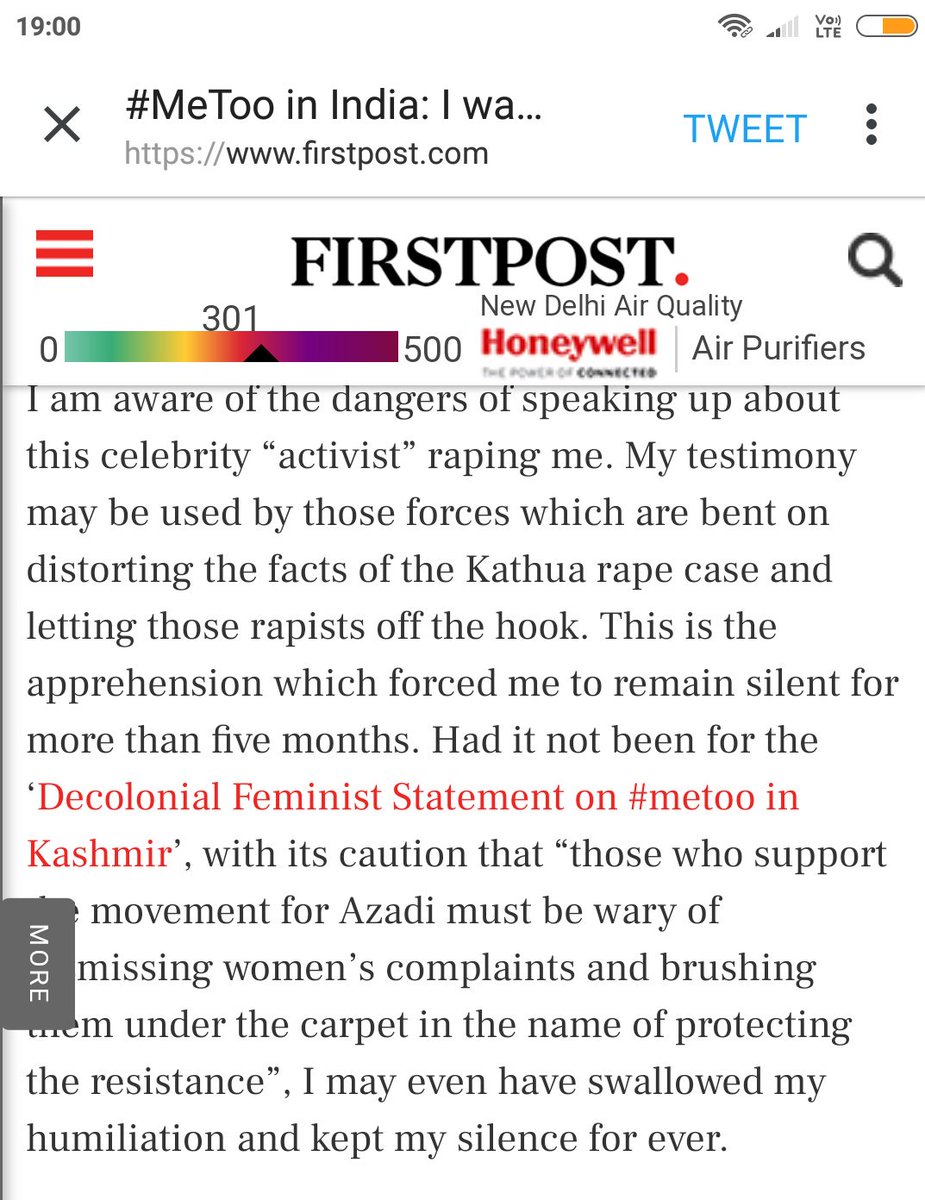 19:00
Vo)) LTE
#MeToo in India: I wa...
https://www.firstpost.com
TWEET
FIRSTPOST.
New Delhi Air Quality
301
0
500
Honeywell
THE POWER OF CONNECTED
Air Purifiers
I am aware of the dangers of speaking up about
this celebrity “activist” raping me. My testimony
may be used by those forces which are bent on
distorting the facts of the Kathua rape case and
letting those rapists off the hook. This is the
apprehension which forced me to remain silent for
more than five months. Had it not been for the
‘Decolonial Feminist Statement on #metoo in
Kashmir’, with its caution that “those who support
movement for Azadi must be wary of
missing women’s complaints and brushing
them under the carpet in the name of protecting
the resistance”, I may even have swallowed my
humiliation and kept my silence for ever.
MORE